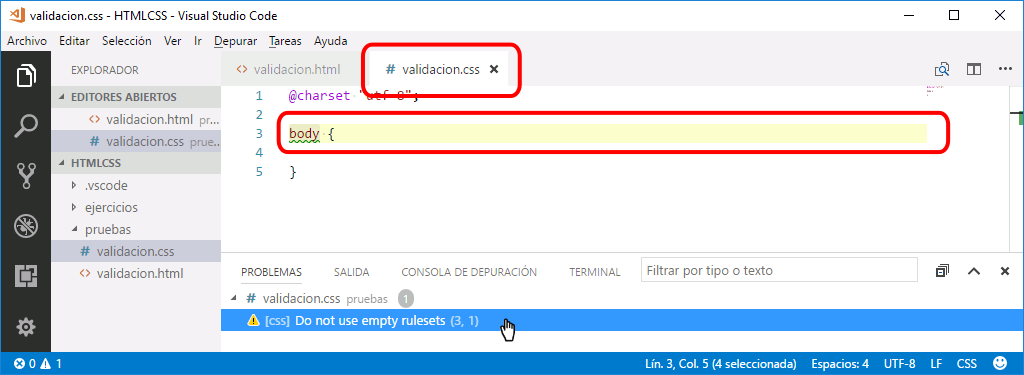 validacion.css - HTMLCSS - Visual Studio Code
Archivo Editar Selección Ver Ir Depurar Tareas Ayuda
EXPLORADOR
EDITORES ABIERTOS
<> validacion.html pr...
# validacion.css prue...
HTMLCSS
.vscode
ejercicios
pruebas
# validacion.css
<> validacion.html
<> validacion.html # validacion.css
1 @charset "utf-8";
2
3 body {
4
5 }
PROBLEMAS SALIDA CONSOLA DE DEPURACIÓN TERMINAL Filtrar por tipo o texto
# validacion.css pruebas 1
[css] Do not use empty rulesets (3, 1)
0 1 Lín. 3, Col. 5 (4 seleccionada) Espacios: 4 UTF-8 LF CSS